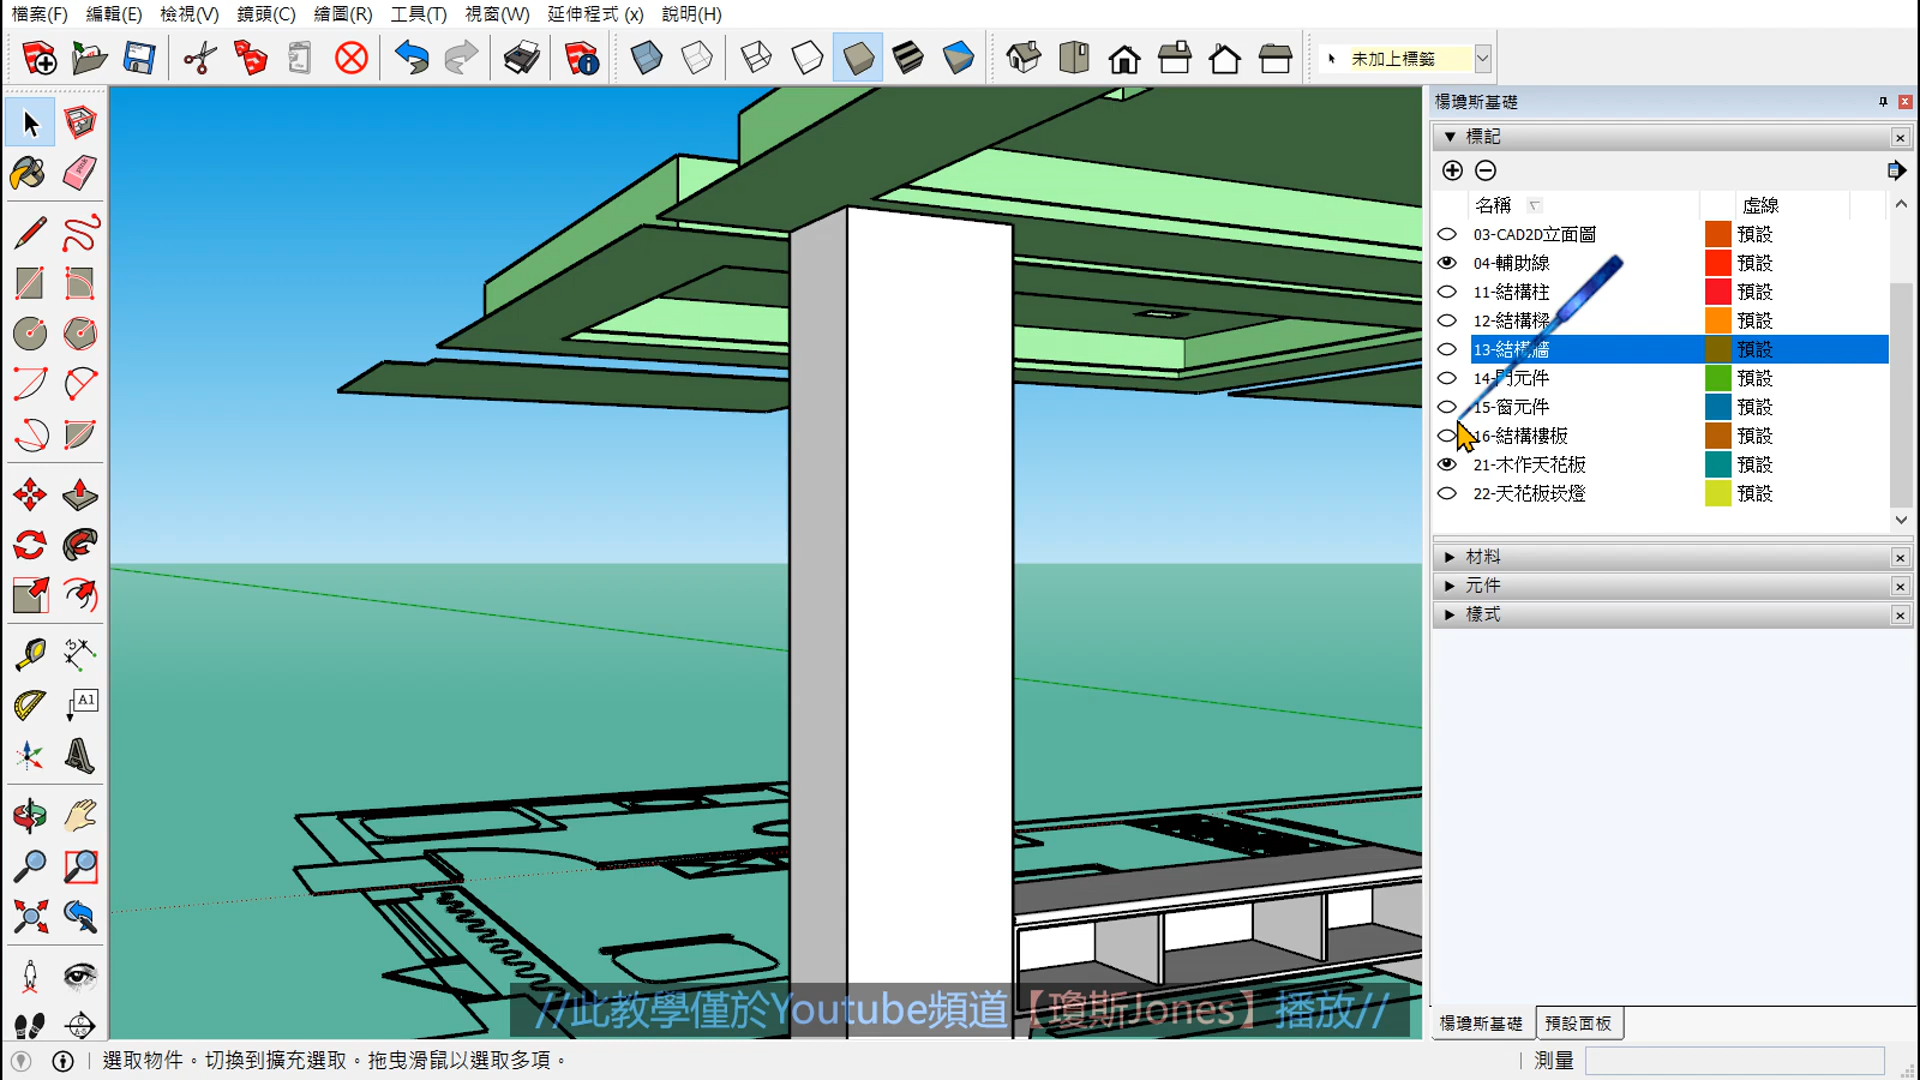 檔案(F) 編輯(E) 檢視(V) 鏡頭(C) 繪圖(R) 工具(T) 視窗(W) 延伸程式 (x) 說明(H)
未加上標籤
楊瓊斯基礎
標記
名稱 虛線
03-CAD2D立面圖 預設
04-輔助線 預設
11-結構柱 預設
12-結構樑 預設
13-結構牆 預設
14-門元件 預設
15-窗元件 預設
16-結構樓板 預設
21-木作天花板 預設
22-天花板崁燈 預設
材料
元件
樣式
A1
//此教學僅於Youtube頻道【瓊斯Jones】播放//
楊瓊斯基礎 預設面板
選取物件。切換到擴充選取。拖曳滑鼠以選取多項。 測量